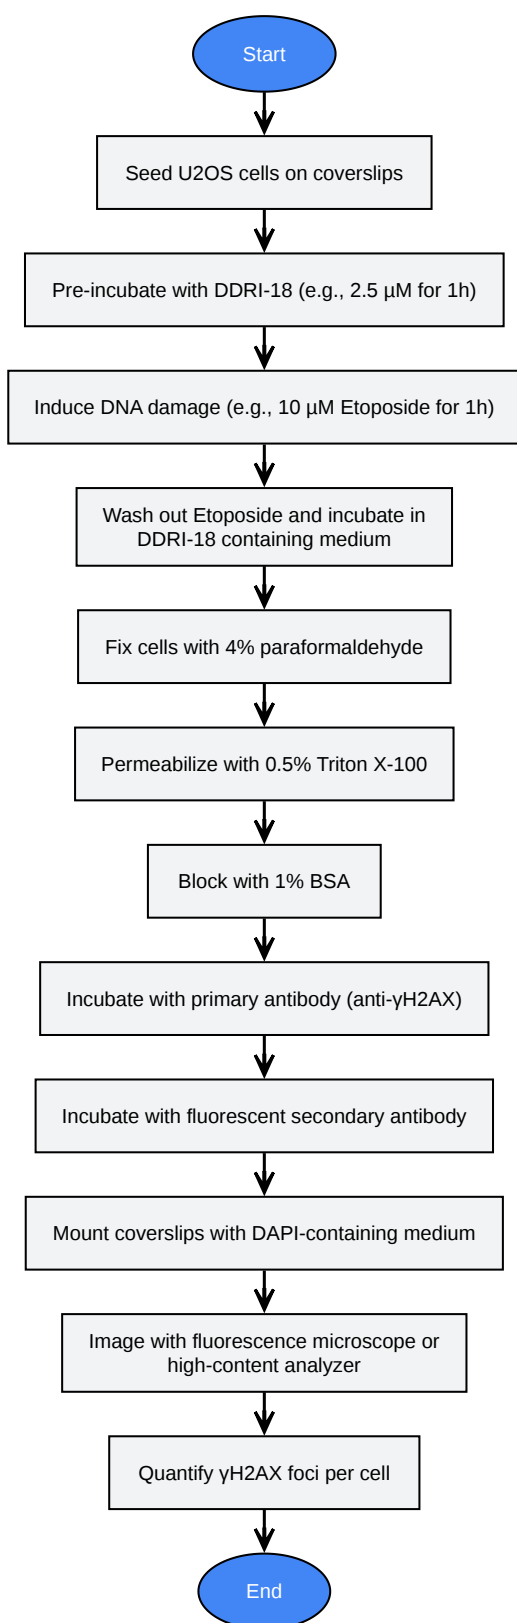 Start
Seed U2OS cells on coverslips
Pre-incubate with DDRI-18 (e.g., 2.5 µM for 1h)
Induce DNA damage (e.g., 10 µM Etoposide for 1h)
Wash out Etoposide and incubate in
DDRI-18 containing medium
Fix cells with 4% paraformaldehyde
Permeabilize with 0.5% Triton X-100
Block with 1% BSA
Incubate with primary antibody (anti-γH2AX)
Incubate with fluorescent secondary antibody
Mount coverslips with DAPI-containing medium
Image with fluorescence microscope or
high-content analyzer
Quantify γH2AX foci per cell
End